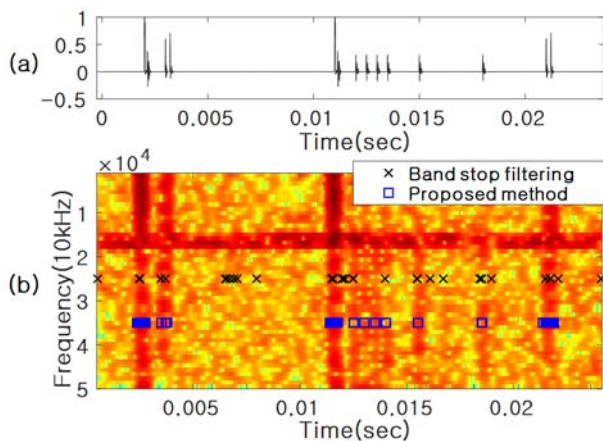 1
0.5
(a)
0
−0.5
0 0.005 0.01 0.015 0.02
Time(sec)
×10⁴
× Band stop filtering
□ Proposed method
1
2
(b)
3
4
5
Frequency(10kHz)
0.005 0.01 0.015 0.02
Time(sec)